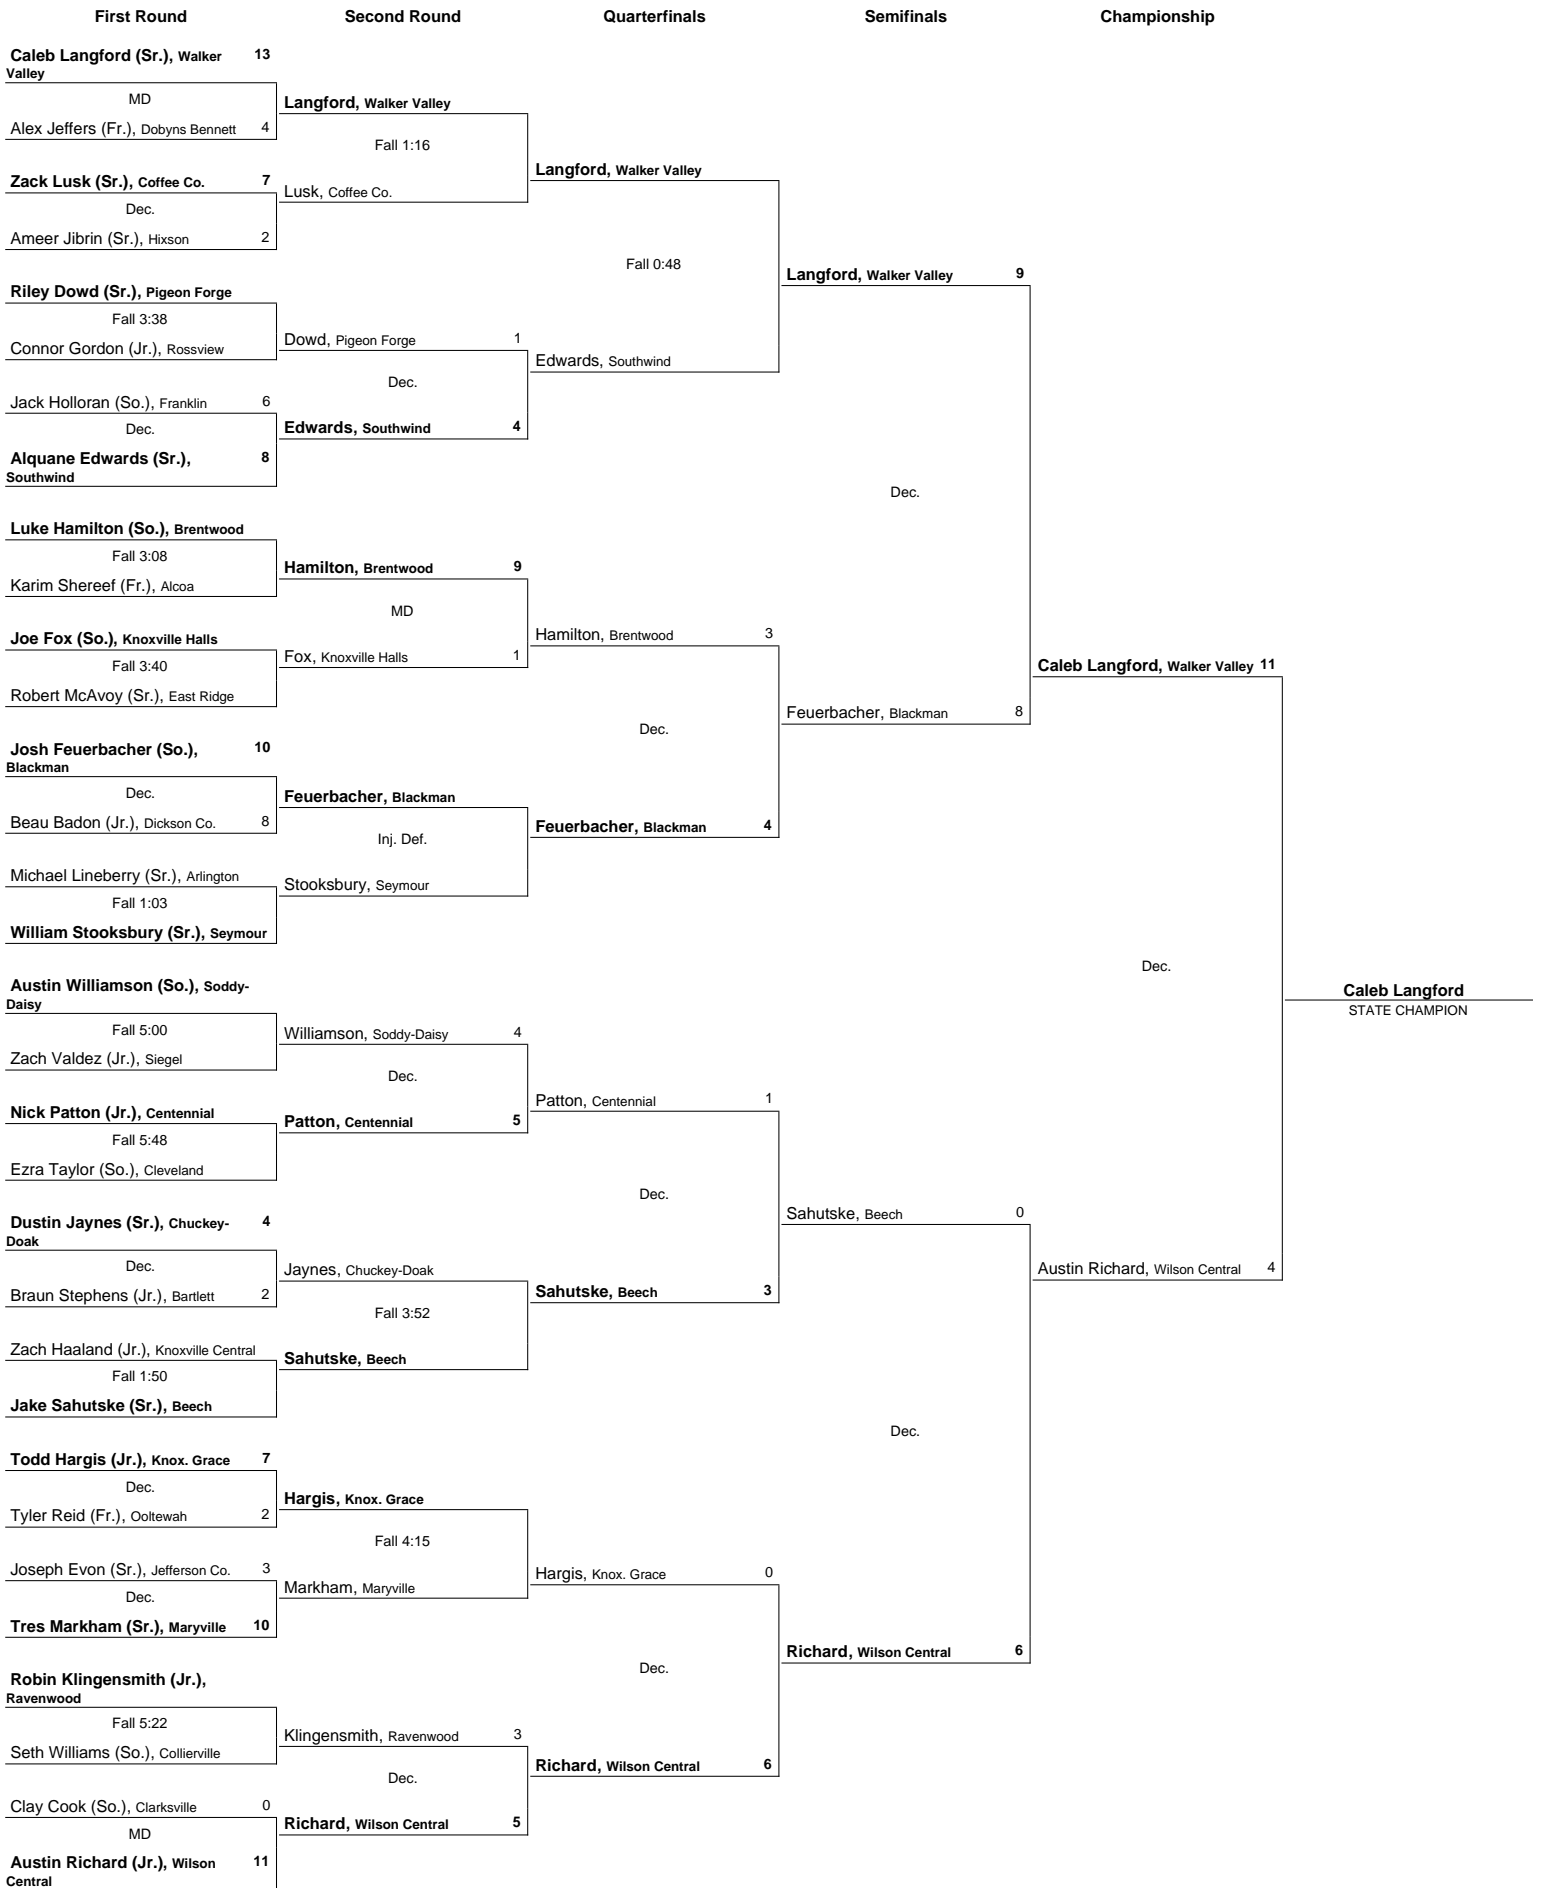 First Round Second Round Quarterfinals Semifinals Championship
Caleb Langford (Sr.), Walker 13
Valley
MD
Alex Jeffers (Fr.), Dobyns Bennett 4
Zack Lusk (Sr.), Coffee Co. 7
Dec.
Ameer Jibrin (Sr.), Hixson 2
Riley Dowd (Sr.), Pigeon Forge
Fall 3:38
Connor Gordon (Jr.), Rossview
Jack Holloran (So.), Franklin 6
Dec.
Alquane Edwards (Sr.), 8
Southwind
Luke Hamilton (So.), Brentwood
Fall 3:08
Karim Shereef (Fr.), Alcoa
Joe Fox (So.), Knoxville Halls
Fall 3:40
Robert McAvoy (Sr.), East Ridge
Josh Feuerbacher (So.), 10
Blackman
Dec.
Beau Badon (Jr.), Dickson Co. 8
Michael Lineberry (Sr.), Arlington
Fall 1:03
William Stooksbury (Sr.), Seymour
Austin Williamson (So.), Soddy-
Daisy
Fall 5:00
Zach Valdez (Jr.), Siegel
Nick Patton (Jr.), Centennial
Fall 5:48
Ezra Taylor (So.), Cleveland
Dustin Jaynes (Sr.), Chuckey- 4
Doak
Dec.
Braun Stephens (Jr.), Bartlett 2
Zach Haaland (Jr.), Knoxville Central
Fall 1:50
Jake Sahutske (Sr.), Beech
Todd Hargis (Jr.), Knox. Grace 7
Dec.
Tyler Reid (Fr.), Ooltewah 2
Joseph Evon (Sr.), Jefferson Co. 3
Dec.
Tres Markham (Sr.), Maryville 10
Robin Klingensmith (Jr.),
Ravenwood
Fall 5:22
Seth Williams (So.), Collierville
Clay Cook (So.), Clarksville 0
MD
Austin Richard (Jr.), Wilson 11
Central
Langford, Walker Valley
Fall 1:16
Lusk, Coffee Co.
Dowd, Pigeon Forge 1
Dec.
Edwards, Southwind 4
Hamilton, Brentwood 9
MD
Fox, Knoxville Halls 1
Feuerbacher, Blackman
Inj. Def.
Stooksbury, Seymour
Williamson, Soddy-Daisy 4
Dec.
Patton, Centennial 5
Jaynes, Chuckey-Doak
Fall 3:52
Sahutske, Beech
Hargis, Knox. Grace
Fall 4:15
Markham, Maryville
Klingensmith, Ravenwood 3
Dec.
Richard, Wilson Central 5
Langford, Walker Valley
Fall 0:48
Edwards, Southwind
Hamilton, Brentwood 3
Dec.
Feuerbacher, Blackman 4
Patton, Centennial 1
Dec.
Sahutske, Beech 3
Hargis, Knox. Grace 0
Dec.
Richard, Wilson Central 6
Langford, Walker Valley 9
Dec.
Feuerbacher, Blackman 8
Sahutske, Beech 0
Dec.
Richard, Wilson Central 6
Caleb Langford, Walker Valley 11
Dec.
Austin Richard, Wilson Central 4
Caleb Langford
STATE CHAMPION